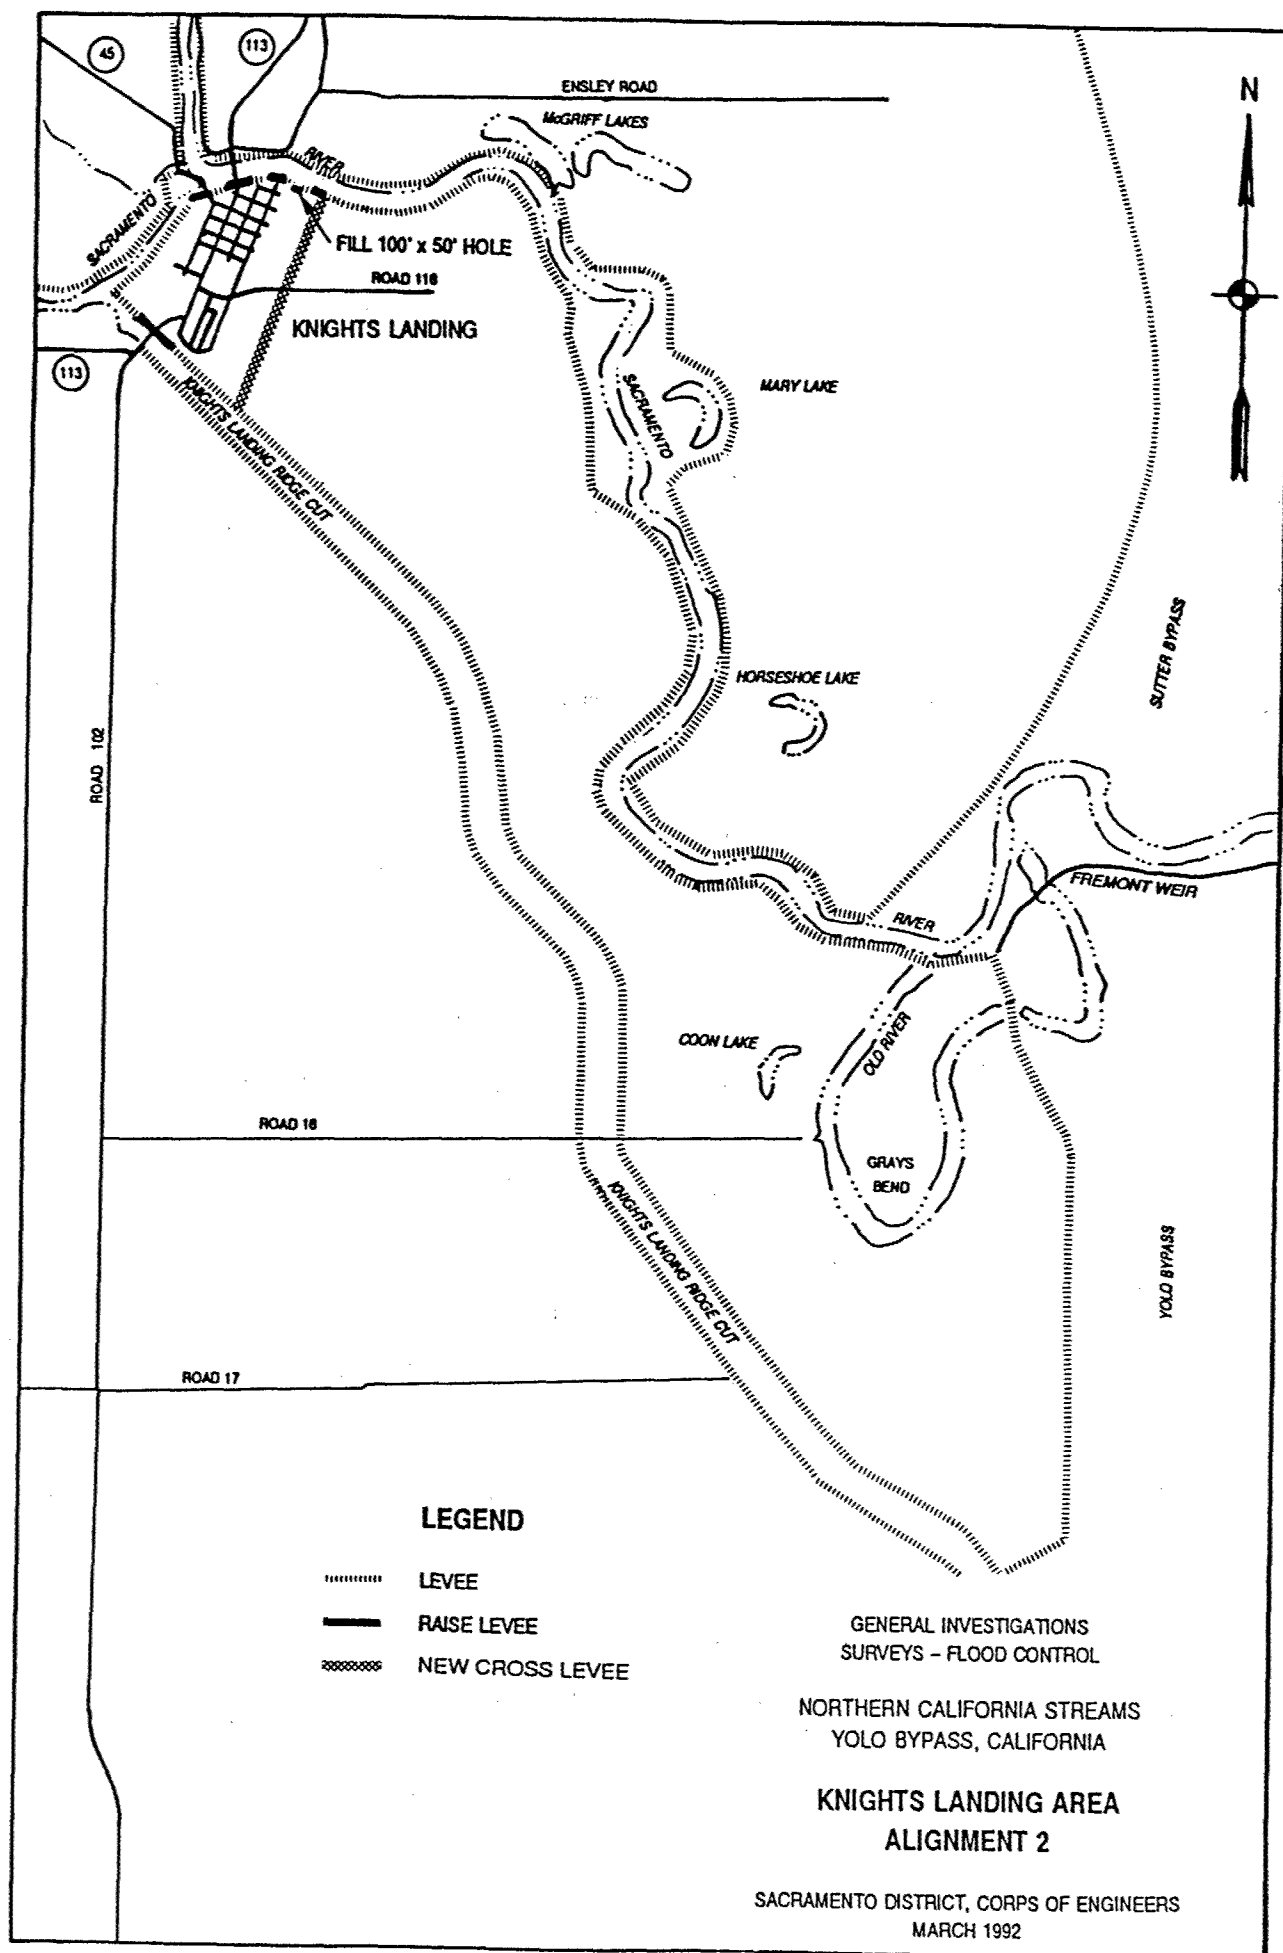 45
113
ENSLEY ROAD
N
McGRIFF LAKES
RIVER
SACRAMENTO
FILL 100' x 50' HOLE
ROAD 116
KNIGHTS LANDING
113
MARY LAKE
SACRAMENTO
KNIGHTS LANDING RIDGE CUT
SUTTER BYPASS
HORSESHOE LAKE
ROAD 102
FREMONT WEIR
RIVER
COON LAKE
OLD RIVER
ROAD 16
GRAYS
BEND
KNIGHTS LANDING RIDGE CUT
YOLO BYPASS
ROAD 17
LEGEND
LEVEE
RAISE LEVEE
NEW CROSS LEVEE
GENERAL INVESTIGATIONS
SURVEYS – FLOOD CONTROL
NORTHERN CALIFORNIA STREAMS
YOLO BYPASS, CALIFORNIA
KNIGHTS LANDING AREA
ALIGNMENT 2
SACRAMENTO DISTRICT, CORPS OF ENGINEERS
MARCH 1992